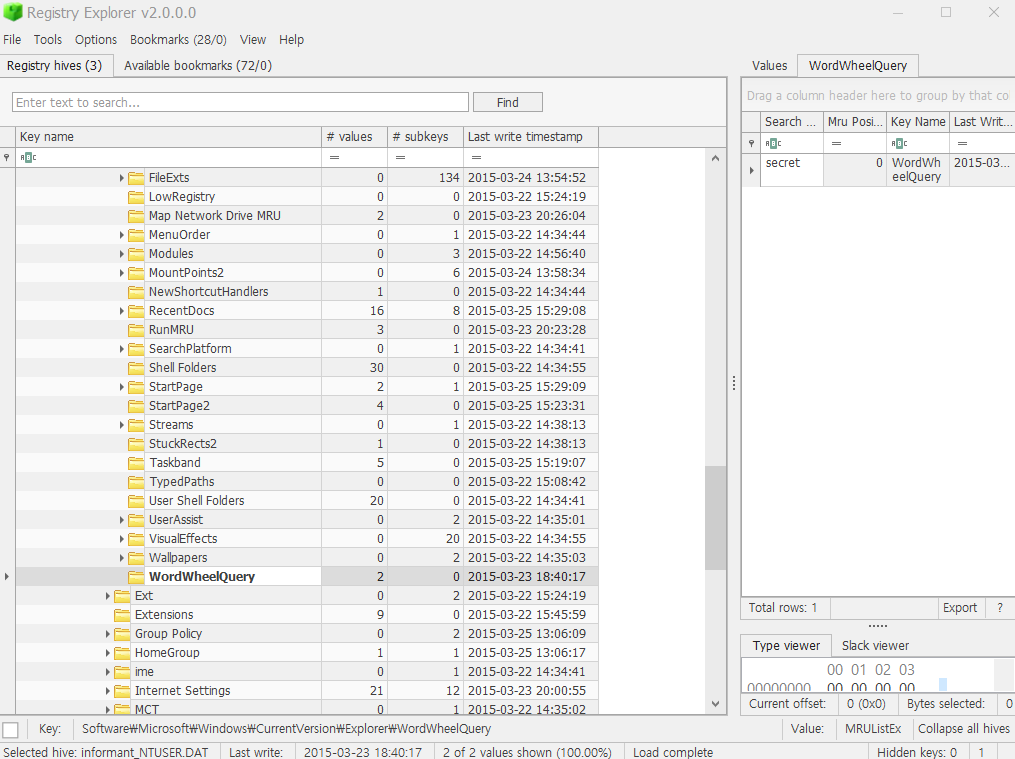 Registry Explorer v2.0.0.0
File Tools Options Bookmarks (28/0) View Help
Registry hives (3) Available bookmarks (72/0)
Enter text to search... Find
Key name # values # subkeys Last write timestamp
ABC = = =
FileExts 0 134 2015-03-24 13:54:52
LowRegistry 0 0 2015-03-22 15:24:19
Map Network Drive MRU 2 0 2015-03-23 20:26:04
MenuOrder 0 1 2015-03-22 14:34:44
Modules 0 3 2015-03-22 14:56:40
MountPoints2 0 6 2015-03-24 13:58:34
NewShortcutHandlers 1 0 2015-03-22 14:34:44
RecentDocs 16 8 2015-03-25 15:29:08
RunMRU 3 0 2015-03-23 20:23:28
SearchPlatform 0 1 2015-03-22 14:34:41
Shell Folders 30 0 2015-03-22 14:34:55
StartPage 2 1 2015-03-25 15:29:09
StartPage2 4 0 2015-03-25 15:23:31
Streams 0 1 2015-03-22 14:38:13
StuckRects2 1 0 2015-03-22 14:38:13
Taskband 5 0 2015-03-25 15:19:07
TypedPaths 0 0 2015-03-22 15:08:42
User Shell Folders 20 0 2015-03-22 14:34:41
UserAssist 0 2 2015-03-22 14:35:01
VisualEffects 0 20 2015-03-22 14:34:55
Wallpapers 0 2 2015-03-22 14:35:03
WordWheelQuery 2 0 2015-03-23 18:40:17
Ext 0 2 2015-03-22 15:24:19
Extensions 9 0 2015-03-22 15:45:59
Group Policy 0 2 2015-03-25 13:06:09
HomeGroup 1 1 2015-03-25 13:06:17
ime 0 1 2015-03-22 14:34:41
Internet Settings 21 12 2015-03-23 20:00:55
MCT 0 1 2015-03-22 14:35:02
Values WordWheelQuery
Drag a column header here to group by that co
Search ... Mru Posi... Key Name Last Writ...
ABC = ABC =
secret 0 WordWh 2015-03...
eelQuery
Total rows: 1 Export ?
Type viewer Slack viewer
00 01 02 03
00000000 00 00 00 00
Current offset: 0 (0x0) Bytes selected: 0
Key: Software₩Microsoft₩Windows₩CurrentVersion₩Explorer₩WordWheelQuery Value: MRUListEx Collapse all hives
Selected hive: informant_NTUSER.DAT Last write: 2015-03-23 18:40:17 2 of 2 values shown (100.00%) Load complete Hidden keys: 0 1